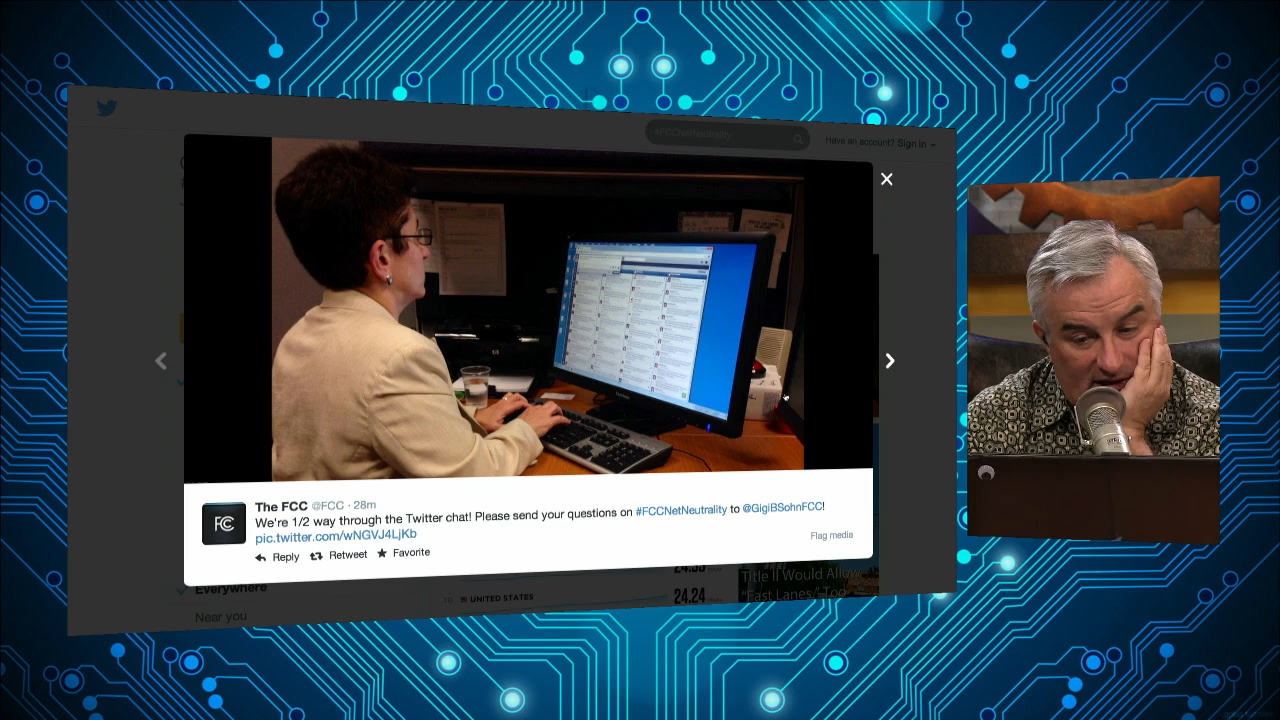 #FCCNetNeutrality
Have an account? Sign in
FCC
The FCC @FCC · 28m
We're 1/2 way through the Twitter chat! Please send your questions on #FCCNetNeutrality to @GigiBSohnFCC!
pic.twitter.com/wNGVJ4LjKb
Reply Retweet Favorite
Flag media
Everywhere
Near you
UNITED STATES
24.24
Title II Would Allow
"Fast Lanes," Too